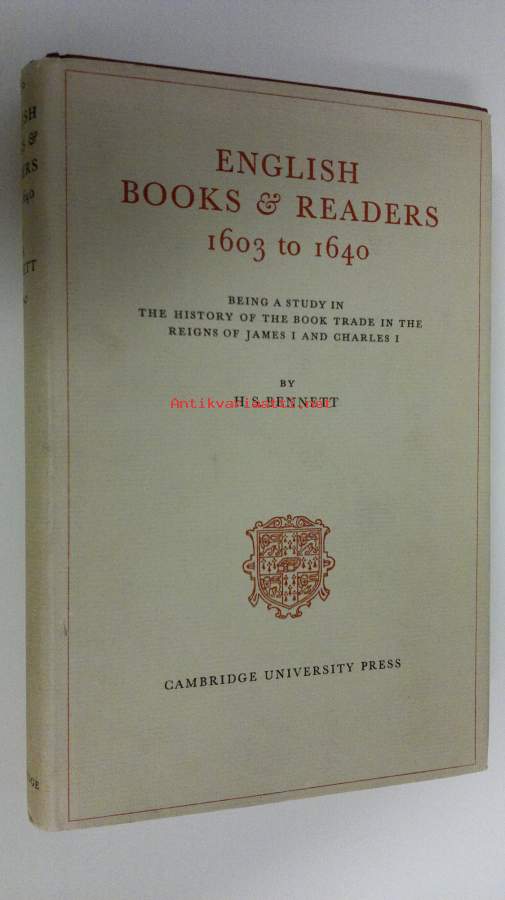 ENGLISH
BOOKS & READERS
1603 to 1640
BEING A STUDY IN
THE HISTORY OF THE BOOK TRADE IN THE
REIGNS OF JAMES I AND CHARLES I
BY
H. S. BENNETT
Antikvariaatti.net
CAMBRIDGE UNIVERSITY PRESS